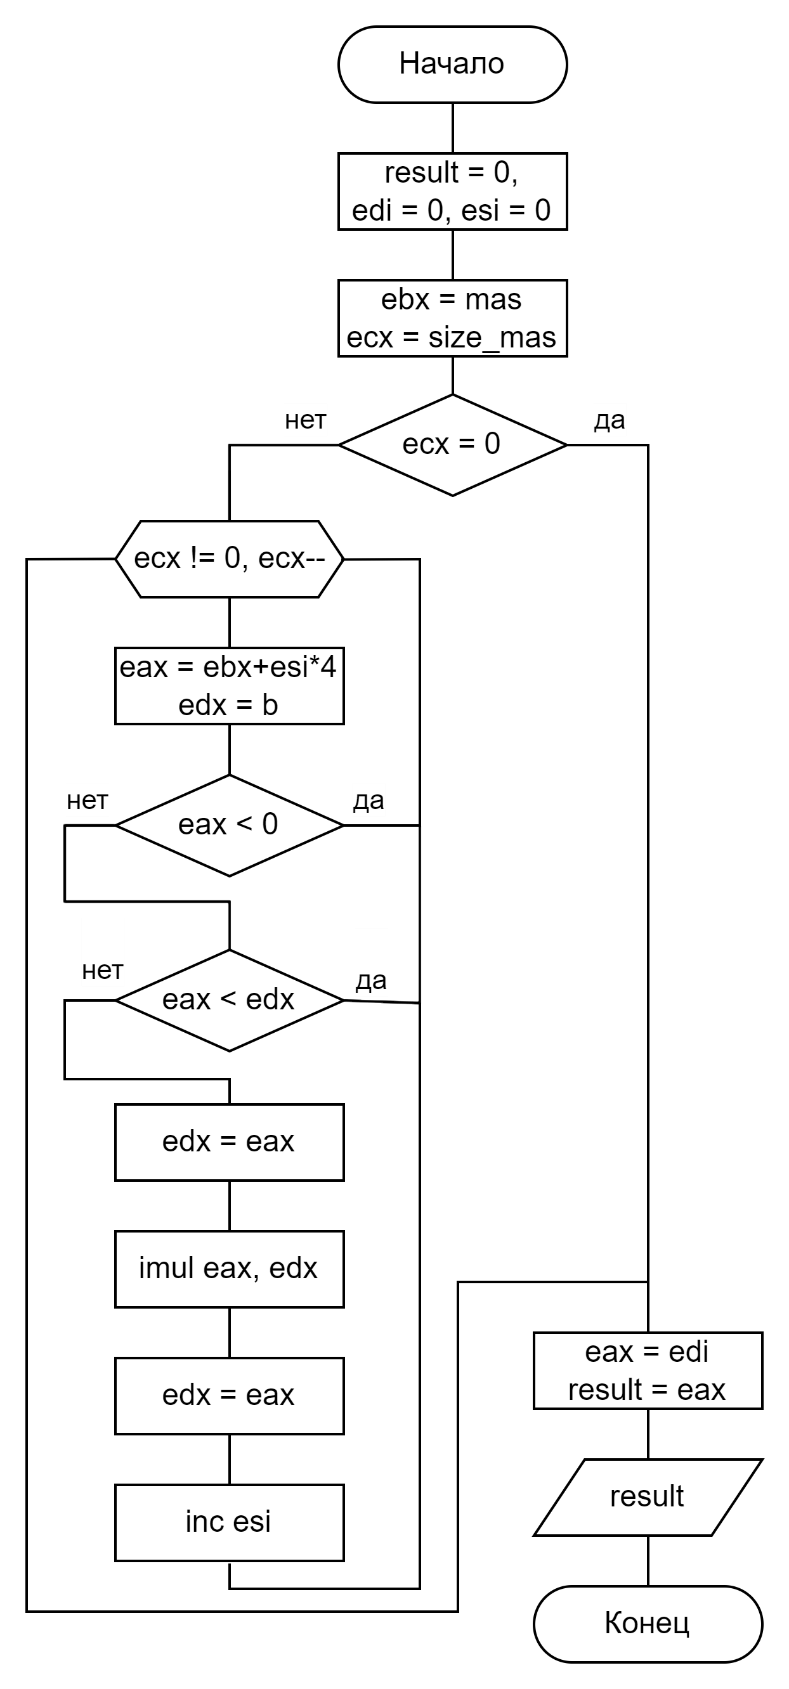 Начало
result = 0,
edi = 0, esi = 0
ebx = mas
ecx = size_mas
нет
да
ecx = 0
ecx != 0, ecx--
eax = ebx+esi*4
edx = b
нет
да
eax < 0
нет
да
eax < edx
edx = eax
imul eax, edx
edx = eax
inc esi
eax = edi
result = eax
result
Конец